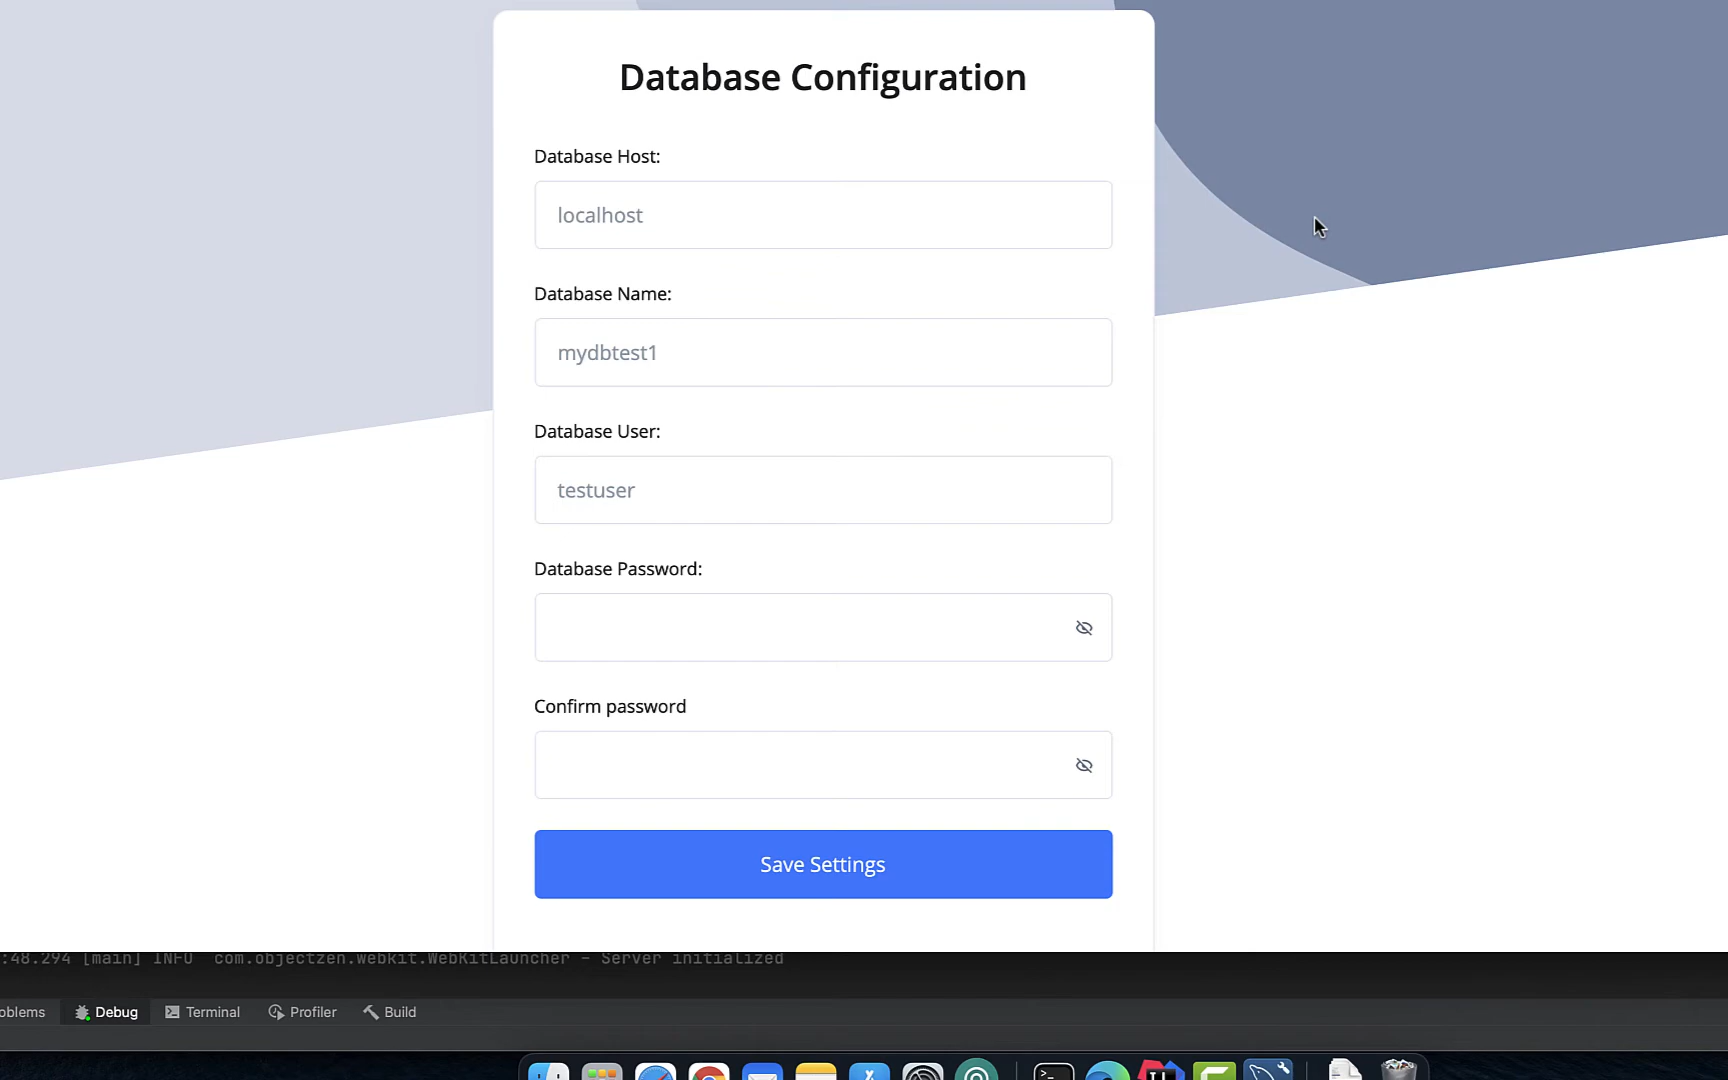 Database Configuration
Database Host:
localhost
Database Name:
mydbtest1
Database User:
testuser
Database Password:
Confirm password
Save Settings
:48.294 [main] INFO  com.objectzen.webkit.WebKitLauncher - Server initialized
oblems Debug Terminal Profiler Build